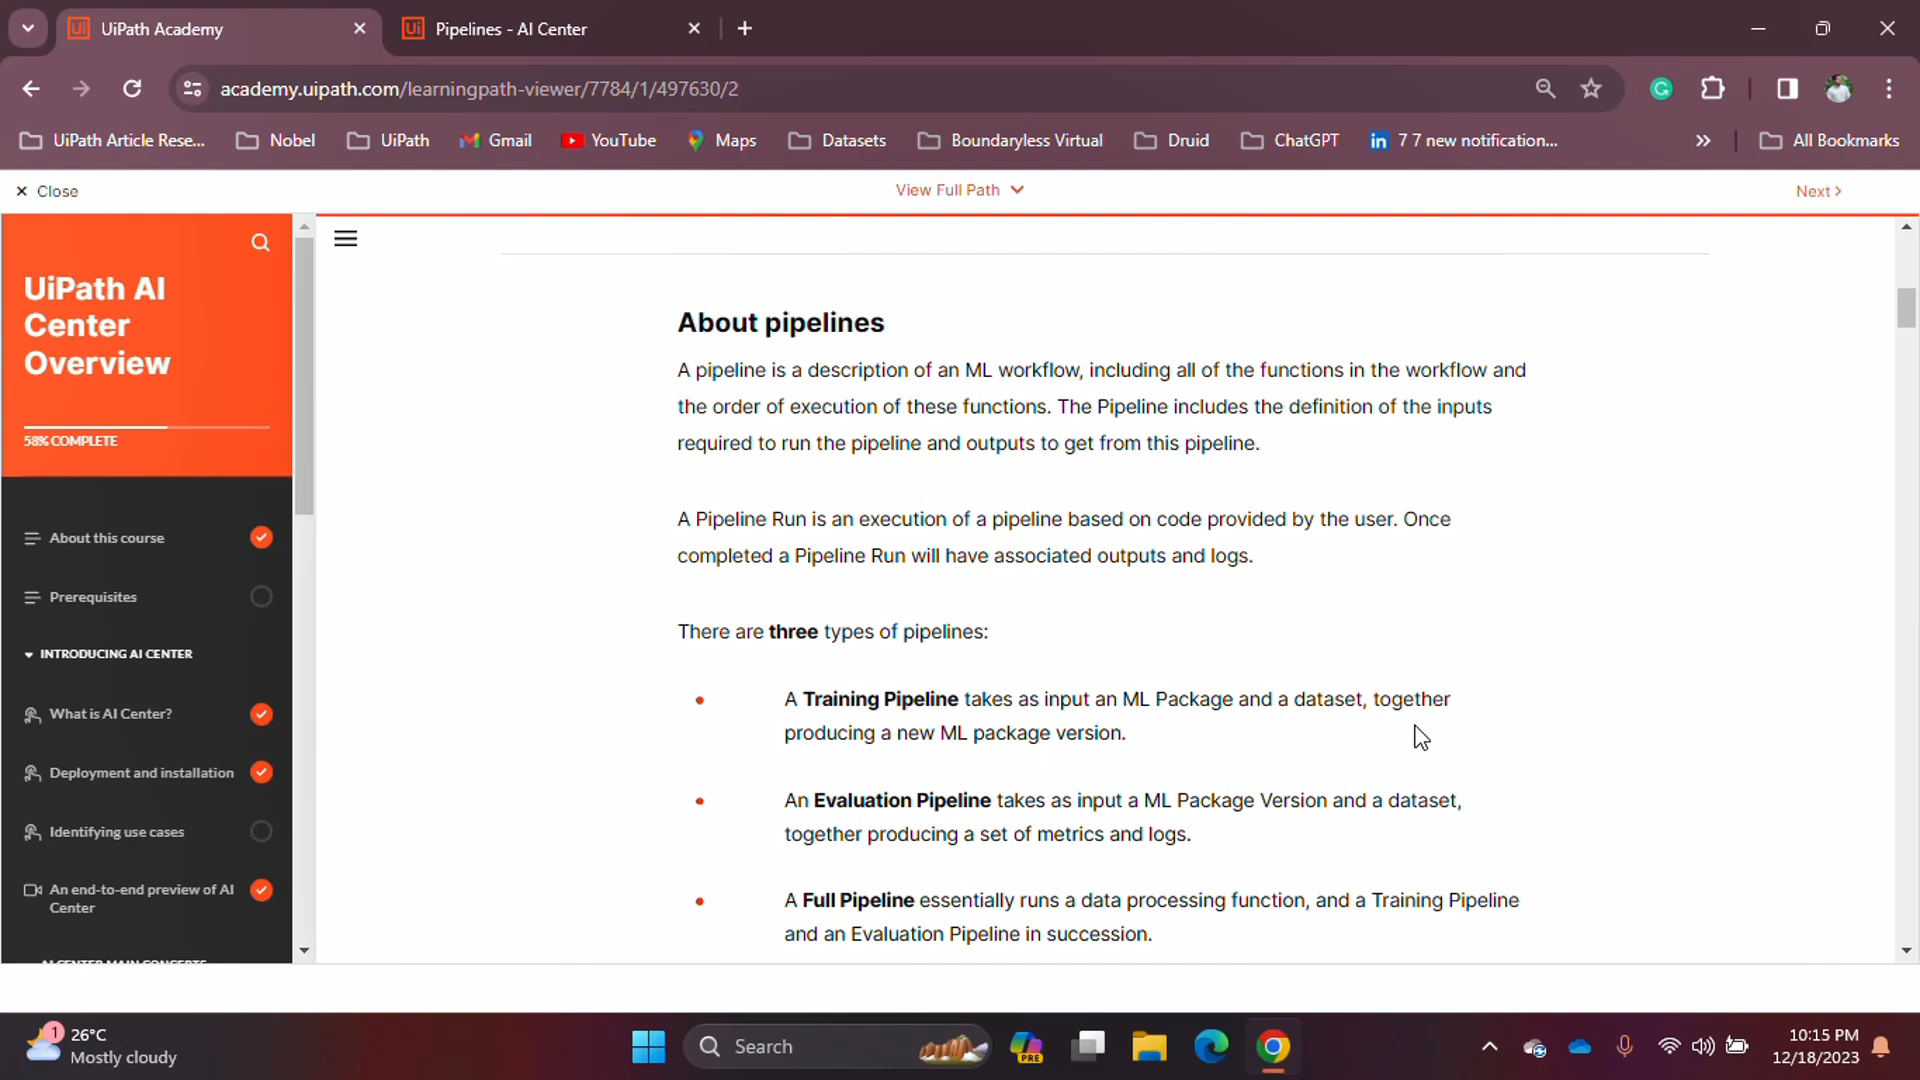 UiPath Academy
Pipelines - AI Center
academy.uipath.com/learningpath-viewer/7784/1/497630/2
UiPath Article Rese...
Nobel
UiPath
Gmail
YouTube
Maps
Datasets
Boundaryless Virtual
Druid
ChatGPT
7 7 new notification...
All Bookmarks
Close
View Full Path
Next
UiPath AI
Center
Overview
58% COMPLETE
About this course
Prerequisites
INTRODUCING AI CENTER
What is AI Center?
Deployment and installation
Identifying use cases
An end-to-end preview of AI
Center
AI CENTER MAIN CONCEPTS
About pipelines
A pipeline is a description of an ML workflow, including all of the functions in the workflow and
the order of execution of these functions. The Pipeline includes the definition of the inputs
required to run the pipeline and outputs to get from this pipeline.
A Pipeline Run is an execution of a pipeline based on code provided by the user. Once
completed a Pipeline Run will have associated outputs and logs.
There are three types of pipelines:
A Training Pipeline takes as input an ML Package and a dataset, together
producing a new ML package version.
An Evaluation Pipeline takes as input a ML Package Version and a dataset,
together producing a set of metrics and logs.
A Full Pipeline essentially runs a data processing function, and a Training Pipeline
and an Evaluation Pipeline in succession.
1
26°C
Mostly cloudy
Search
PRE
10:15 PM
12/18/2023